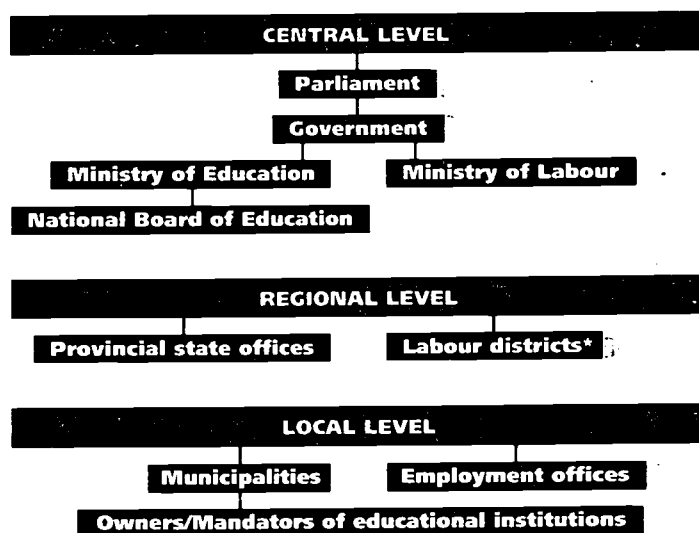 CENTRAL LEVEL
Parliament
Government
Ministry of Education
Ministry of Labour
National Board of Education
REGIONAL LEVEL
Provincial state offices
Labour districts*
LOCAL LEVEL
Municipalities
Employment offices
Owners/Mandators of educational institutions